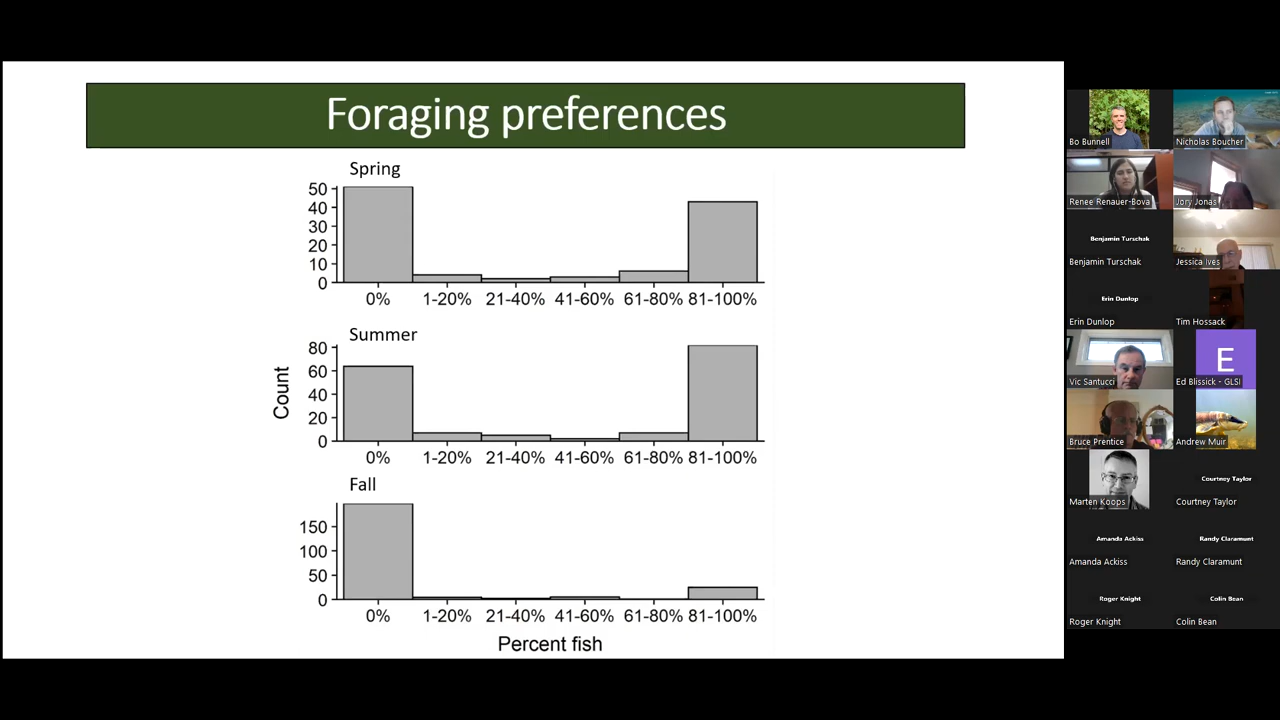 Foraging preferences
Spring
50
40
30
20
10
0
0% 1-20% 21-40% 41-60% 61-80% 81-100%
Summer
80
60
40
20
0
0% 1-20% 21-40% 41-60% 61-80% 81-100%
Count
Fall
150
100
50
0
0% 1-20% 21-40% 41-60% 61-80% 81-100%
Percent fish
Bo Bunnell
Nicholas Boucher
Renee Renauer-Bova
Jory Jonas
Benjamin Turschak
Benjamin Turschak
Jessica Ives
Erin Dunlop
Erin Dunlop
Tim Hossack
Vic Santucci
E
Ed Blissick - GLSI
Bruce Prentice
Andrew Muir
Marten Koops
Courtney Taylor
Courtney Taylor
Amanda Ackiss
Amanda Ackiss
Randy Claramunt
Randy Claramunt
Roger Knight
Roger Knight
Colin Bean
Colin Bean